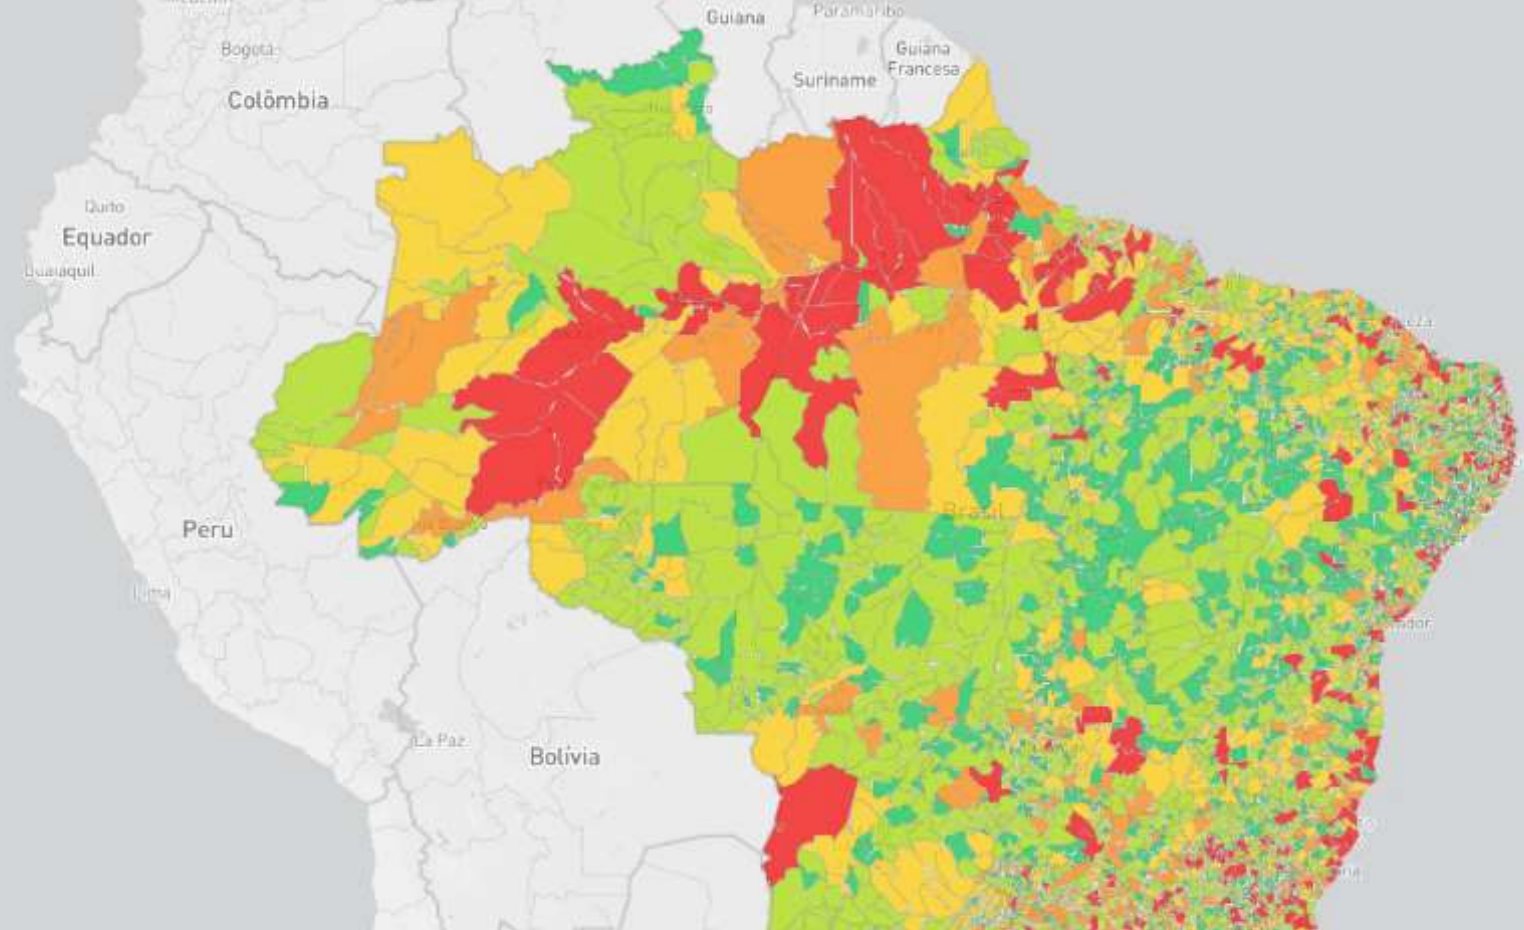 Guiana
Paramaribo
Bogotá
Guiana
Francesa
Suriname
Colômbia
Quito
Equador
Guaiaquil
Brasil
Peru
Lima
La Paz
Bolívia